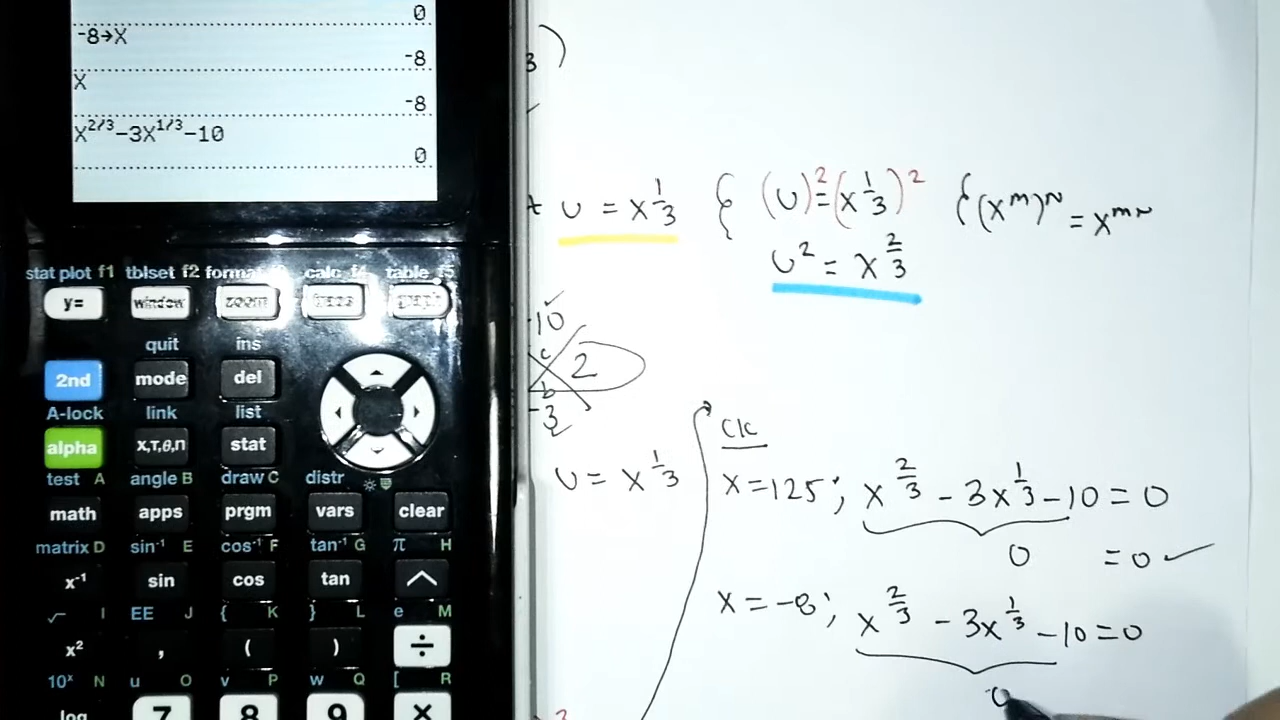 0
-8→X
-8
X
-8
X^2/3-3X^1/3-10
0
3 )
u = x^1/3 { (u)^2 = (x^1/3)^2 { (x^m)^n = x^mn
u^2 = x^2/3
-10
c 2
b
-3
u = x^1/3
CK
x = 125; x^2/3 - 3x^1/3 - 10 = 0
0 = 0 ✓
x = -8; x^2/3 - 3x^1/3 - 10 = 0
0
stat plot f1 tblset f2 format f3 calc f4 table f5
y= window zoom trace graph
quit ins
2nd mode del
A-lock link list
alpha x,T,θ,n stat
test A angle B draw C distr
math apps prgm vars clear
matrix D sin⁻¹ E cos⁻¹ F tan⁻¹ G π H
x⁻¹ sin cos tan ^
√ I EE J { K } L e M
x² , ( ) ÷
10ˣ N u O v P w Q [ R
log 7 8 9 ×